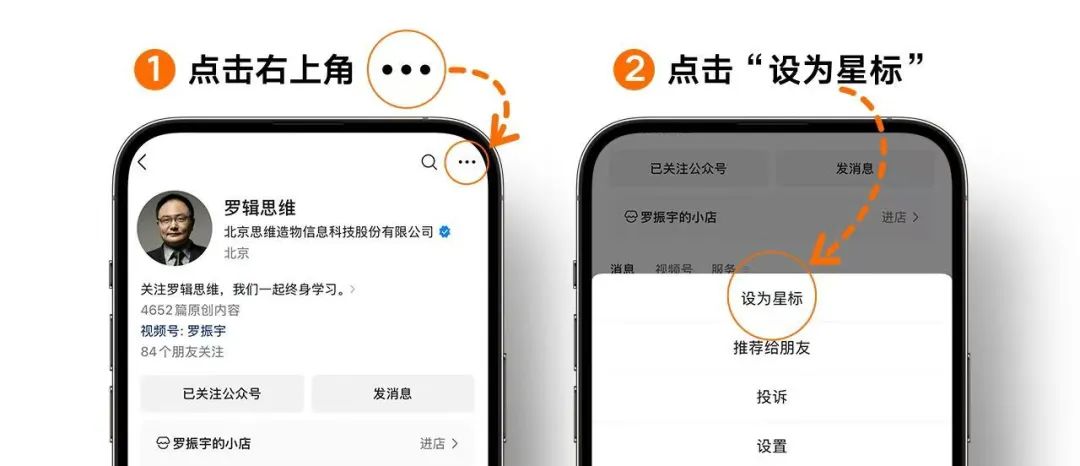 1 点击右上角 •••
罗辑思维
北京思维造物信息科技股份有限公司
北京
关注罗辑思维，我们一起终身学习。
4652篇原创内容
视频号: 罗振宇
84个朋友关注
已关注公众号 发消息
罗振宇的小店 进店
2 点击“设为星标”
已关注公众号 发消息
罗振宇的小店 进店
消息 视频号 服务
设为星标
推荐给朋友
投诉
设置